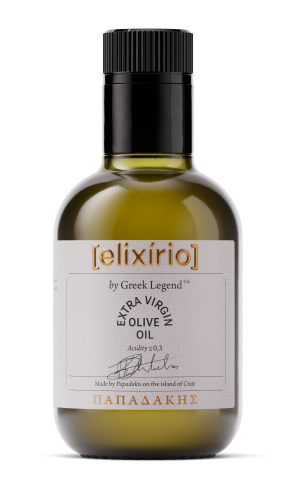 [elixírio]
by Greek Legend™
EXTRA VIRGIN
OLIVE
OIL
Acidity ≤ 0,3
Made by Papadakis on the island of Crete
ΠΑΠΑΔΑΚΗΣ